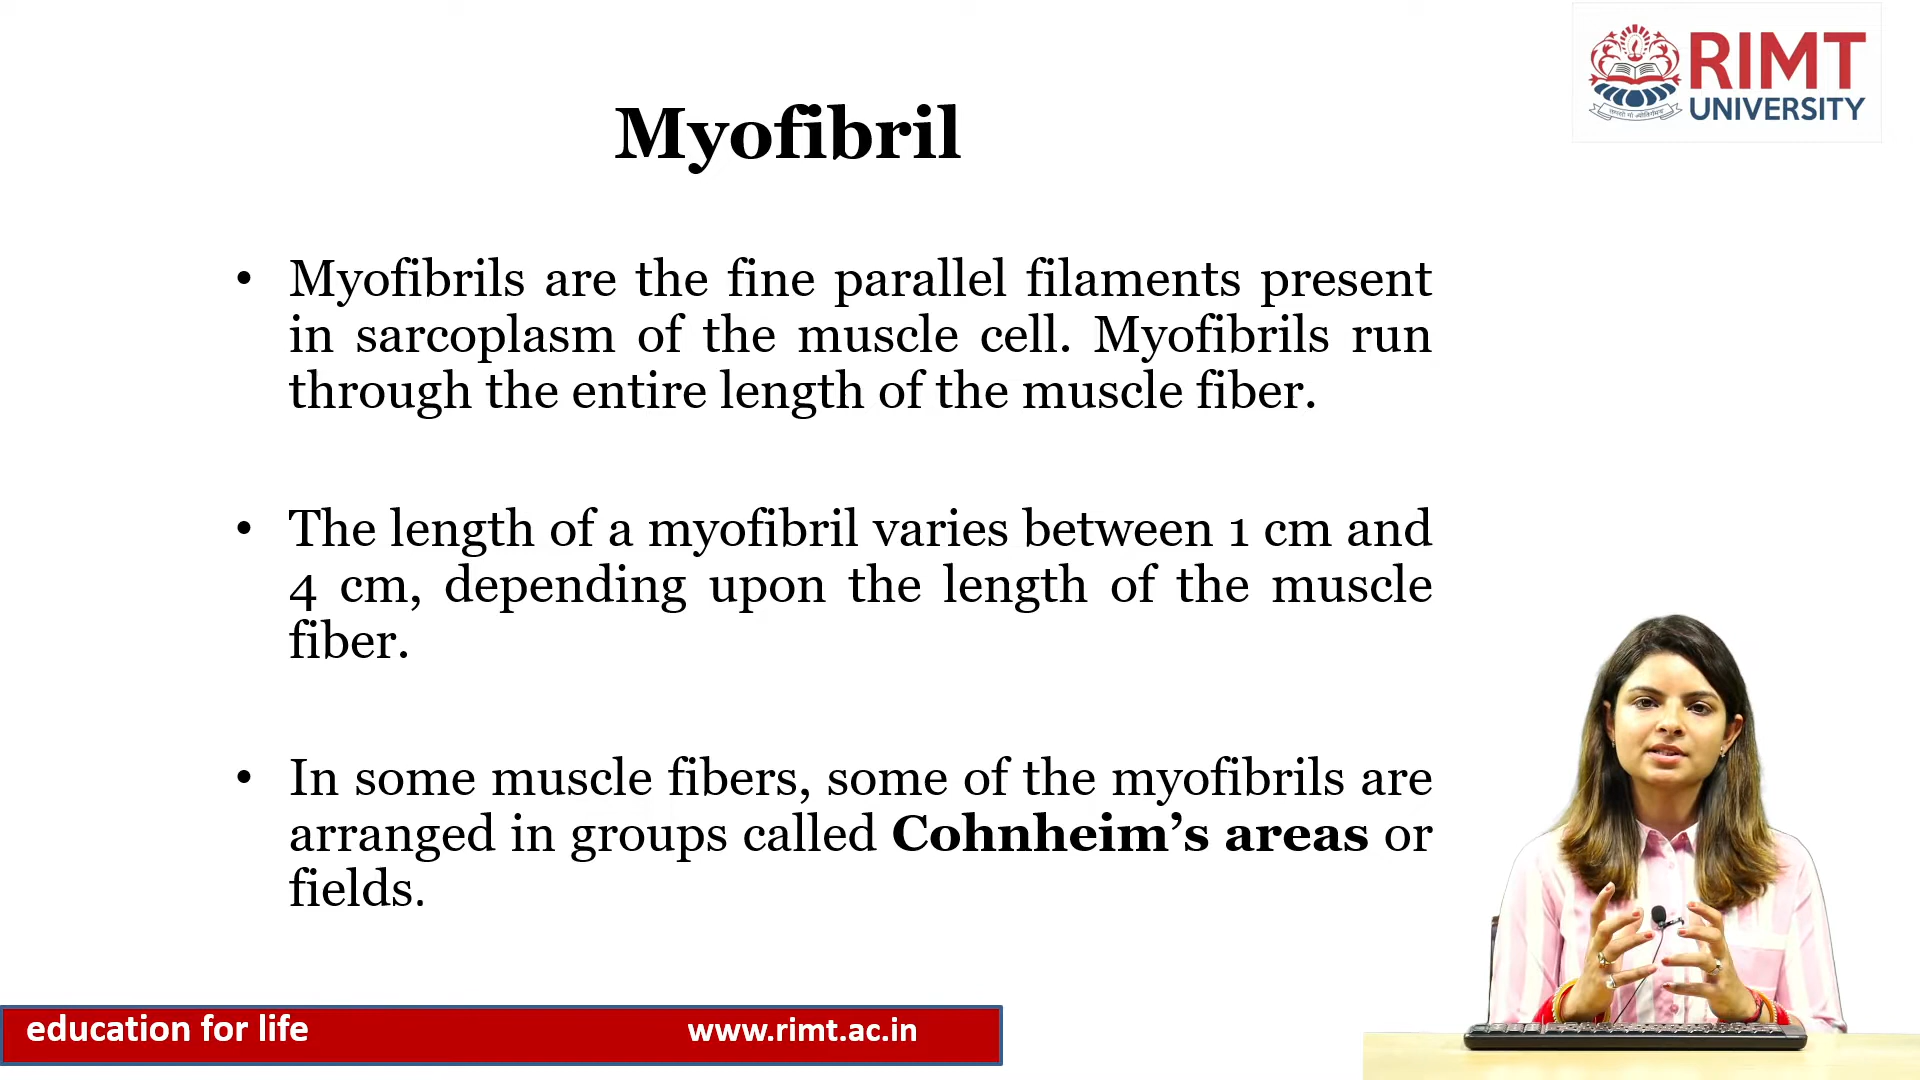 RIMT
UNIVERSITY
Myofibril
• Myofibrils are the fine parallel filaments present
in sarcoplasm of the muscle cell. Myofibrils run
through the entire length of the muscle fiber.
• The length of a myofibril varies between 1 cm and
4 cm, depending upon the length of the muscle
fiber.
• In some muscle fibers, some of the myofibrils are
arranged in groups called Cohnheim’s areas or
fields.
education for life
www.rimt.ac.in